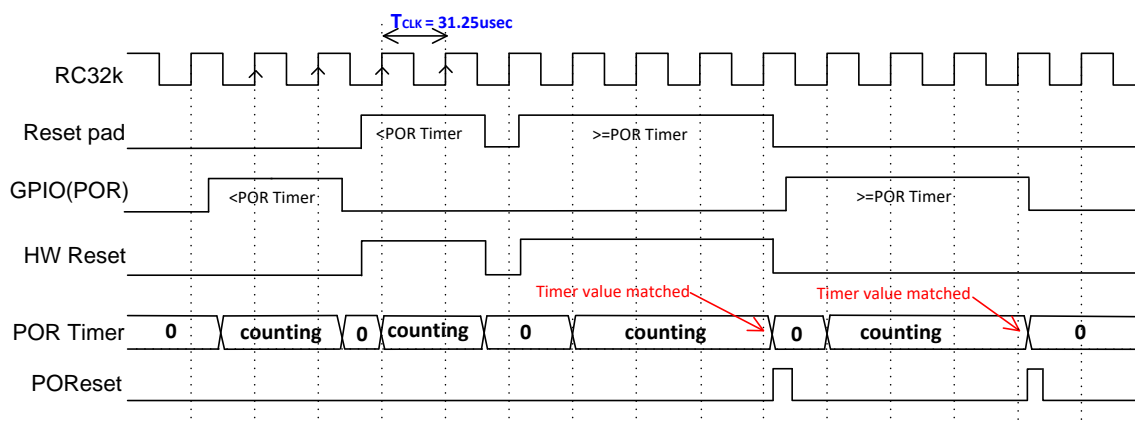 TCLK = 31.25usec
RC32k
Reset pad
<POR Timer
>=POR Timer
GPIO(POR)
<POR Timer
>=POR Timer
HW Reset
Timer value matched
Timer value matched
POR Timer
0
counting
0
counting
0
counting
0
counting
0
POReset